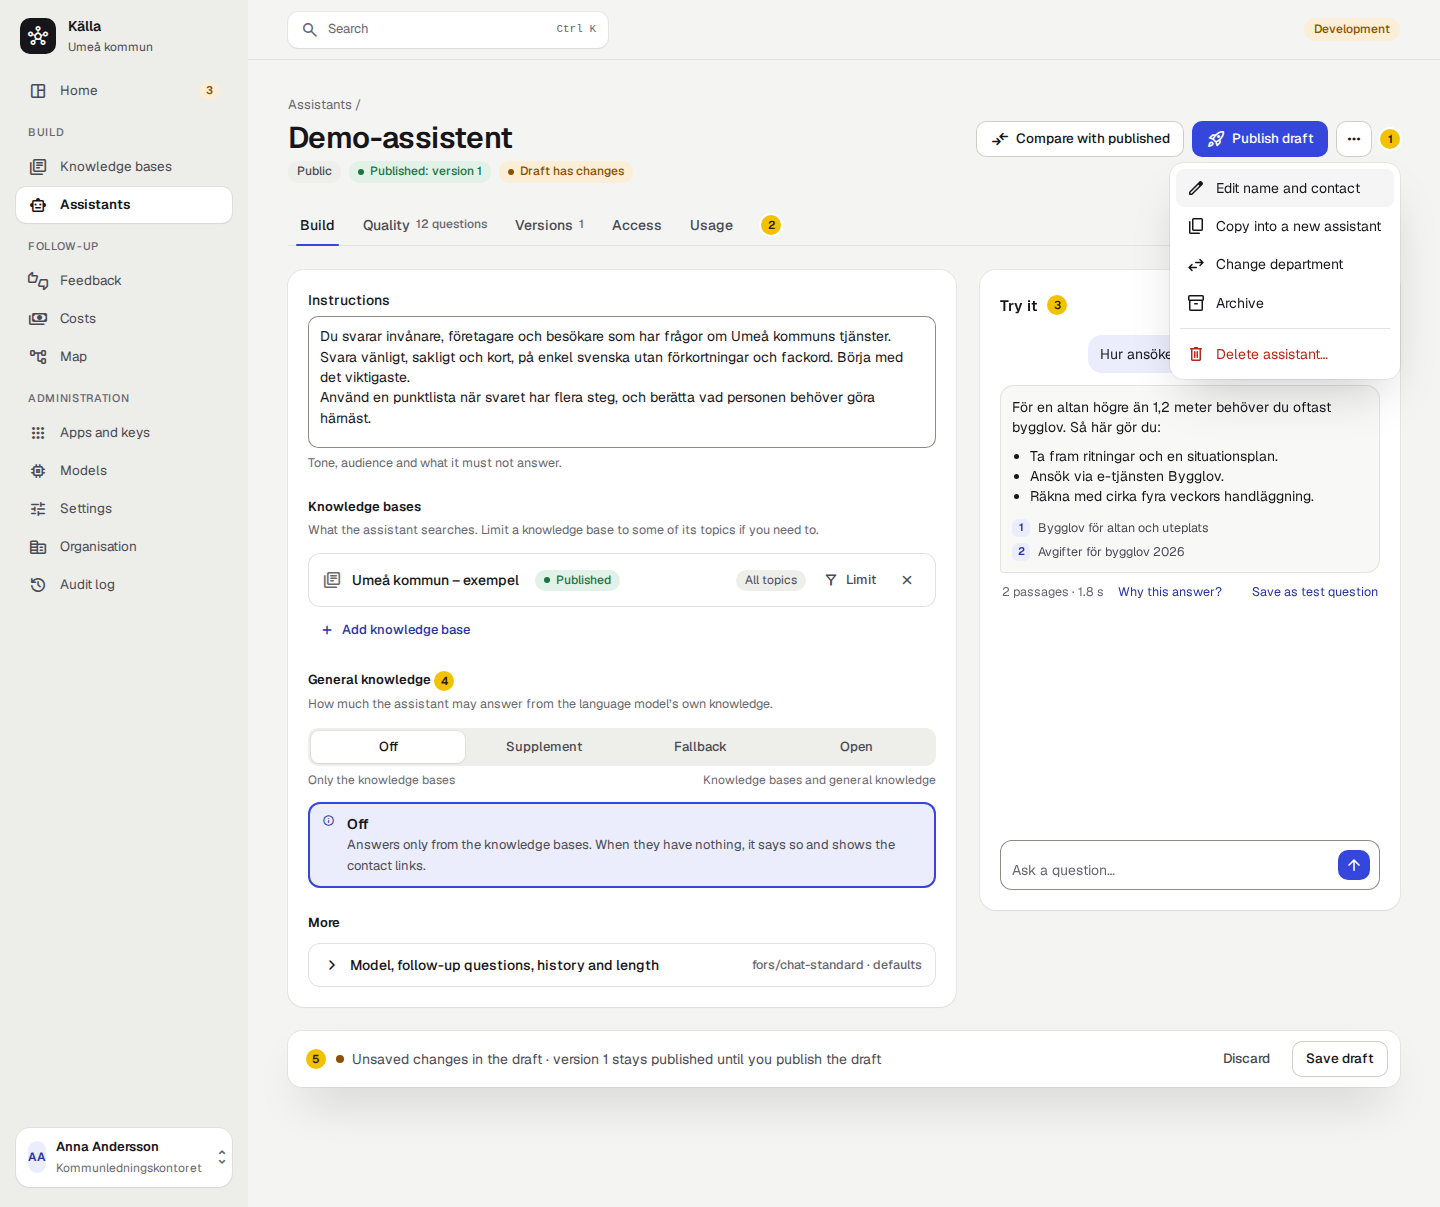 Källa
Umeå kommun
Home 3
BUILD
Knowledge bases
Assistants
FOLLOW-UP
Feedback
Costs
Map
ADMINISTRATION
Apps and keys
Models
Settings
Organisation
Audit log
AA Anna Andersson
Kommunledningskontoret
Search Ctrl K
Development
Assistants /
Demo-assistent
Compare with published Publish draft ··· 1
Public Published: version 1 Draft has changes
Edit name and contact
Copy into a new assistant
Change department
Archive
Delete assistant…
Build Quality 12 questions Versions 1 Access Usage 2
Instructions
Du svarar invånare, företagare och besökare som har frågor om Umeå kommuns tjänster.
Svara vänligt, sakligt och kort, på enkel svenska utan förkortningar och fackord. Börja med
det viktigaste.
Använd en punktlista när svaret har flera steg, och berätta vad personen behöver göra
härnäst.
Tone, audience and what it must not answer.
Knowledge bases
What the assistant searches. Limit a knowledge base to some of its topics if you need to.
Umeå kommun – exempel Published All topics Limit
Add knowledge base
General knowledge 4
How much the assistant may answer from the language model's own knowledge.
Off Supplement Fallback Open
Only the knowledge bases Knowledge bases and general knowledge
Off
Answers only from the knowledge bases. When they have nothing, it says so and shows the
contact links.
More
Model, follow-up questions, history and length fors/chat-standard · defaults
Try it 3
Hur ansöke
För en altan högre än 1,2 meter behöver du oftast
bygglov. Så här gör du:
• Ta fram ritningar och en situationsplan.
• Ansök via e-tjänsten Bygglov.
• Räkna med cirka fyra veckors handläggning.
1 Bygglov för altan och uteplats
2 Avgifter för bygglov 2026
2 passages · 1.8 s Why this answer? Save as test question
Ask a question…
5 Unsaved changes in the draft · version 1 stays published until you publish the draft Discard Save draft